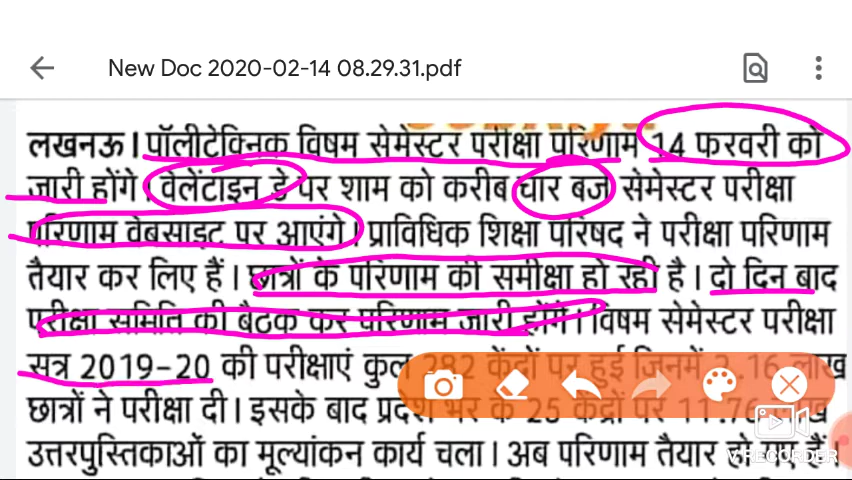 New Doc 2020-02-14 08.29.31.pdf
लखनऊ। पॉलीटेक्निक विषम सेमेस्टर परीक्षा परिणाम 14 फरवरी को
जारी होंगे। वेलेंटाइन डे पर शाम को करीब चार बजे सेमेस्टर परीक्षा
परिणाम वेबसाइट पर आएंगे। प्राविधिक शिक्षा परिषद ने परीक्षा परिणाम
तैयार कर लिए हैं। छात्रों के परिणाम की समीक्षा हो रही है। दो दिन बाद
परीक्षा समिति की बैठक कर परिणाम जारी होंगे। विषम सेमेस्टर परीक्षा
सत्र 2019-20 की परीक्षाएं कुल 282 केंद्रों पर हुई जिनमें 3.16 लाख
छात्रों ने परीक्षा दी। इसके बाद प्रदेश भर के 25 केंद्रों पर 11.76 लाख
उत्तरपुस्तिकाओं का मूल्यांकन कार्य चला। अब परिणाम तैयार हो गए हैं।
V RECORDER